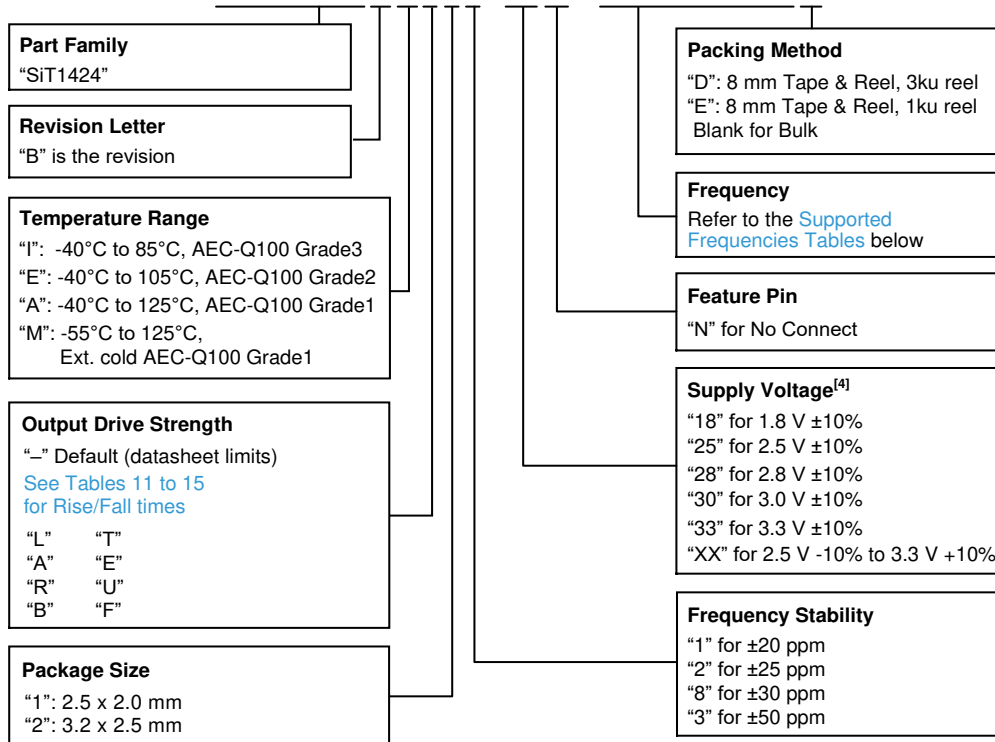 Part Family
“SiT1424”
Revision Letter
“B” is the revision
Temperature Range
“I”: -40°C to 85°C, AEC-Q100 Grade3
“E”: -40°C to 105°C, AEC-Q100 Grade2
“A”: -40°C to 125°C, AEC-Q100 Grade1
“M”: -55°C to 125°C,
Ext. cold AEC-Q100 Grade1
Output Drive Strength
“–” Default (datasheet limits)
See Tables 11 to 15
for Rise/Fall times
“L” “T”
“A” “E”
“R” “U”
“B” “F”
Package Size
“1”: 2.5 x 2.0 mm
“2”: 3.2 x 2.5 mm
Packing Method
“D”: 8 mm Tape & Reel, 3ku reel
“E”: 8 mm Tape & Reel, 1ku reel
Blank for Bulk
Frequency
Refer to the Supported
Frequencies Tables below
Feature Pin
“N” for No Connect
Supply Voltage[4]
“18” for 1.8 V ±10%
“25” for 2.5 V ±10%
“28” for 2.8 V ±10%
“30” for 3.0 V ±10%
“33” for 3.3 V ±10%
“XX” for 2.5 V -10% to 3.3 V +10%
Frequency Stability
“1” for ±20 ppm
“2” for ±25 ppm
“8” for ±30 ppm
“3” for ±50 ppm